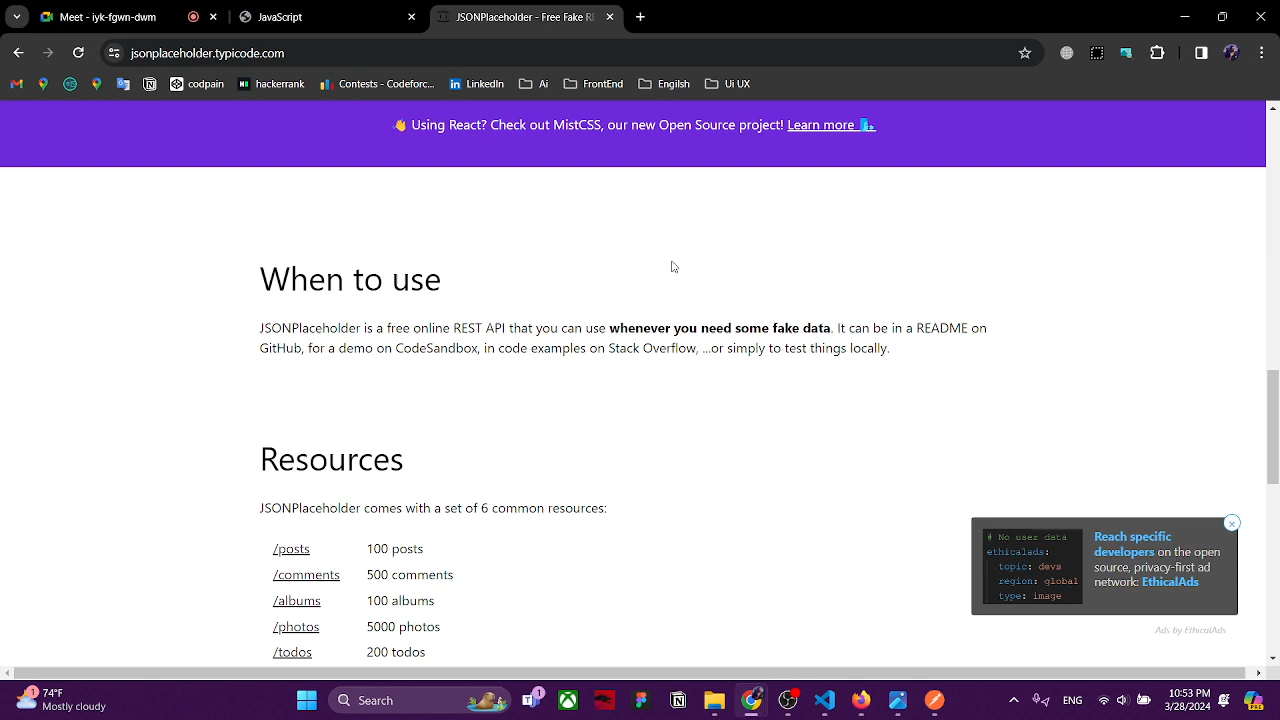 Meet - iyk-fgwn-dwm
JavaScript
JSONPlaceholder - Free Fake RE
jsonplaceholder.typicode.com
codpain
hackerrank
Contests - Codeforc...
LinkedIn
Ai
FrontEnd
Engilsh
Ui UX
👋 Using React? Check out MistCSS, our new Open Source project! Learn more
When to use
JSONPlaceholder is a free online REST API that you can use whenever you need some fake data. It can be in a README on
GitHub, for a demo on CodeSandbox, in code examples on Stack Overflow, ...or simply to test things locally.
Resources
JSONPlaceholder comes with a set of 6 common resources:
/posts 100 posts
/comments 500 comments
/albums 100 albums
/photos 5000 photos
/todos 200 todos
# No user data
ethicalads:
topic: devs
region: global
type: image
Reach specific
developers on the open
source, privacy-first ad
network: EthicalAds
Ads by EthicalAds
1
74°F
Mostly cloudy
Search
1
ENG
10:53 PM
3/28/2024